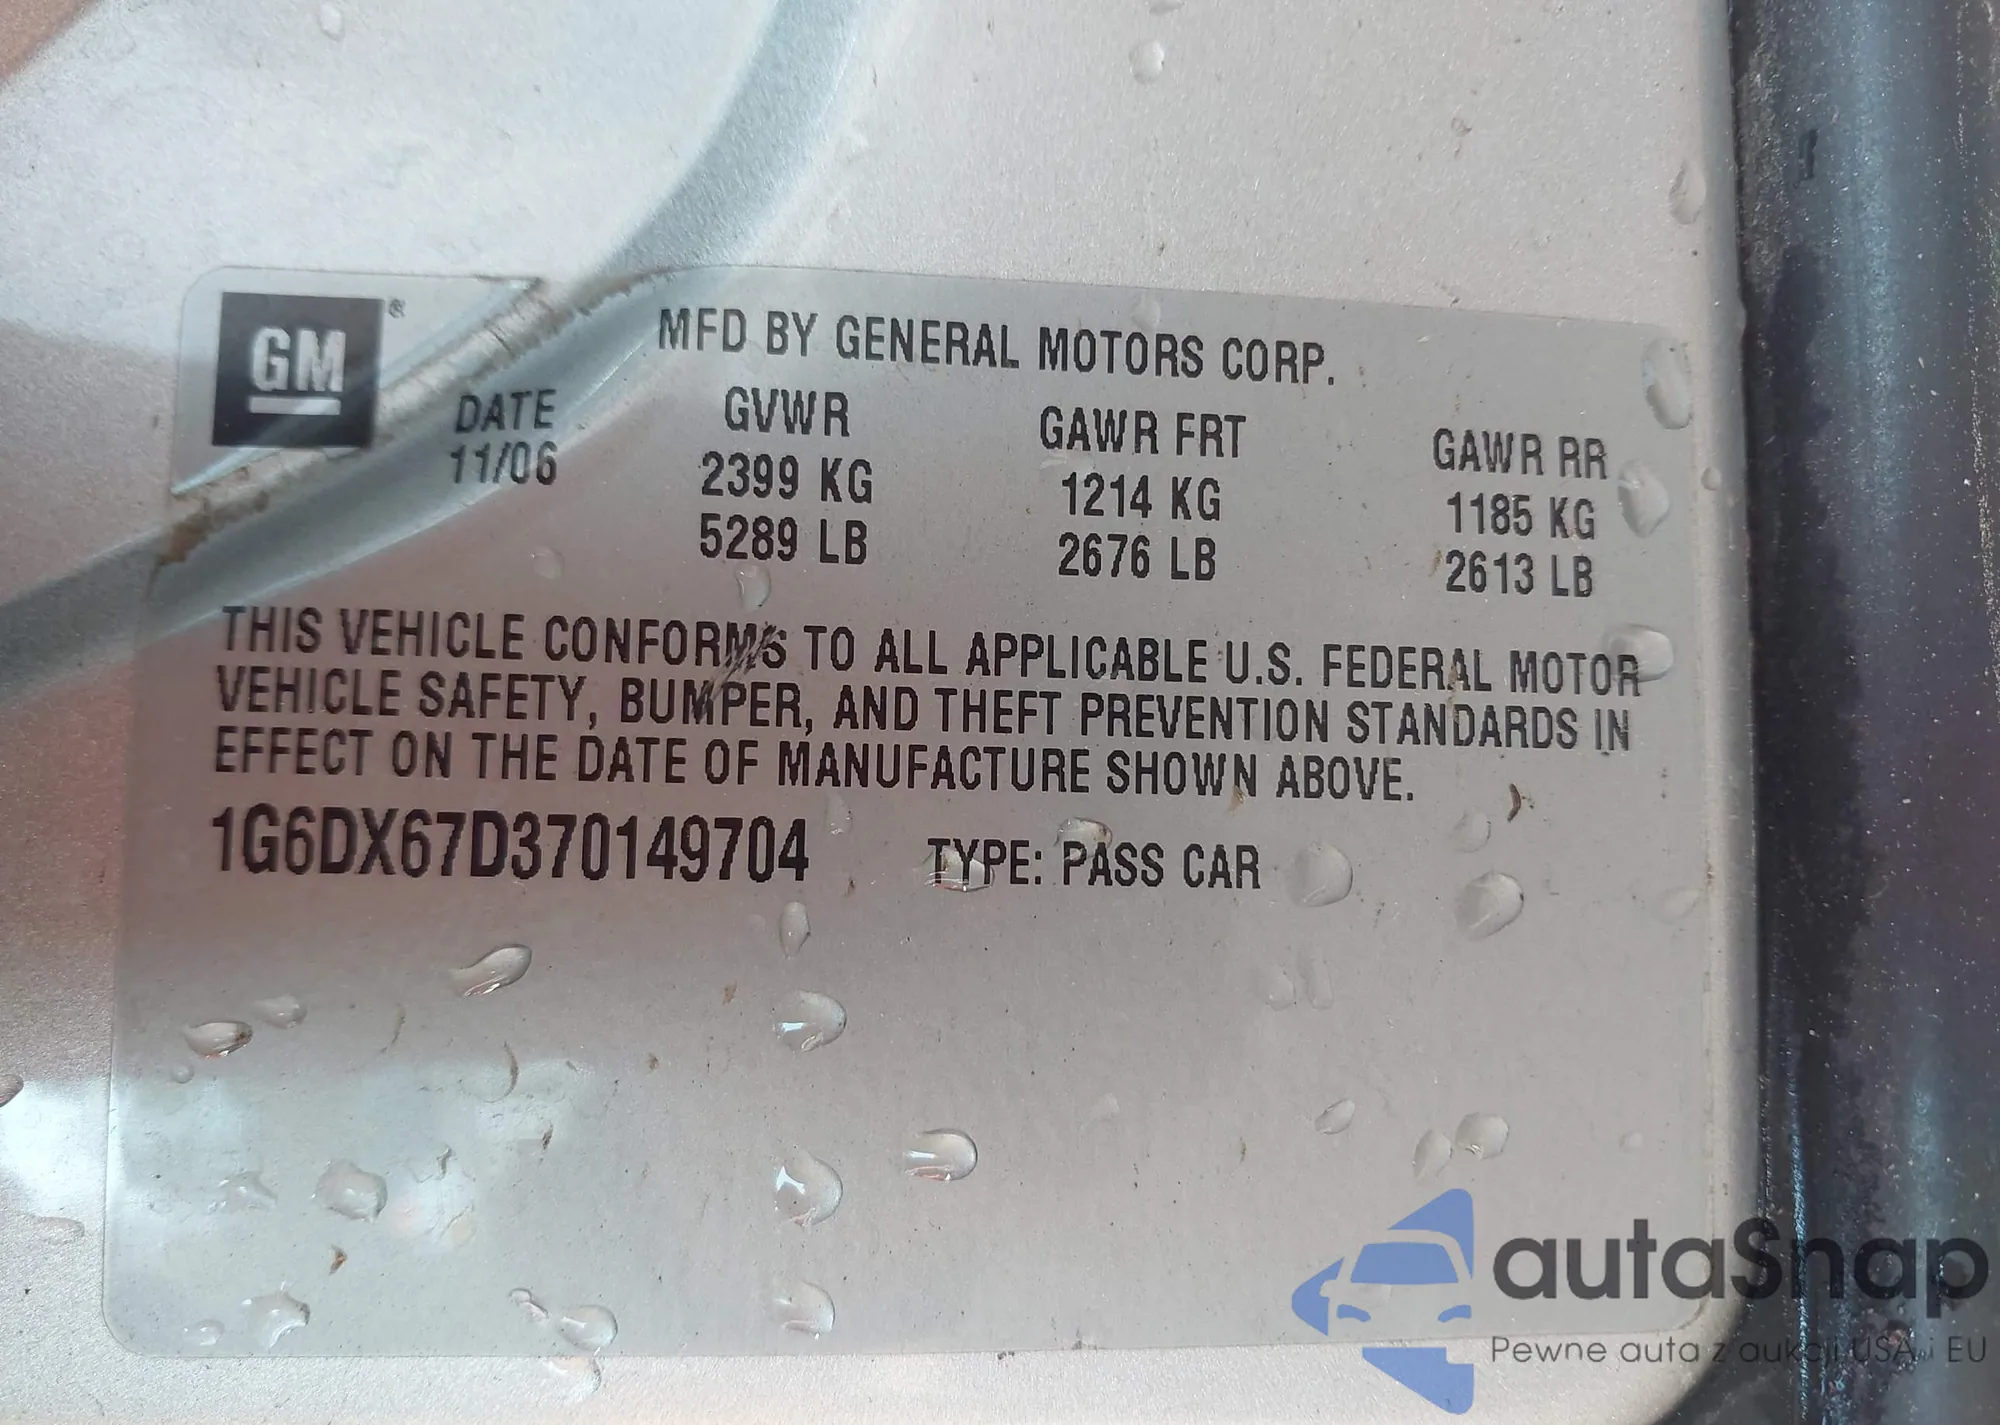 GM®
MFD BY GENERAL MOTORS CORP.
DATE GVWR GAWR FRT GAWR RR
11/06 2399 KG 1214 KG 1185 KG
5289 LB 2676 LB 2613 LB
THIS VEHICLE CONFORMS TO ALL APPLICABLE U.S. FEDERAL MOTOR
VEHICLE SAFETY, BUMPER, AND THEFT PREVENTION STANDARDS IN
EFFECT ON THE DATE OF MANUFACTURE SHOWN ABOVE.
1G6DX67D370149704 TYPE: PASS CAR
autaSnap
Pewne auta z aukcji USA i EU